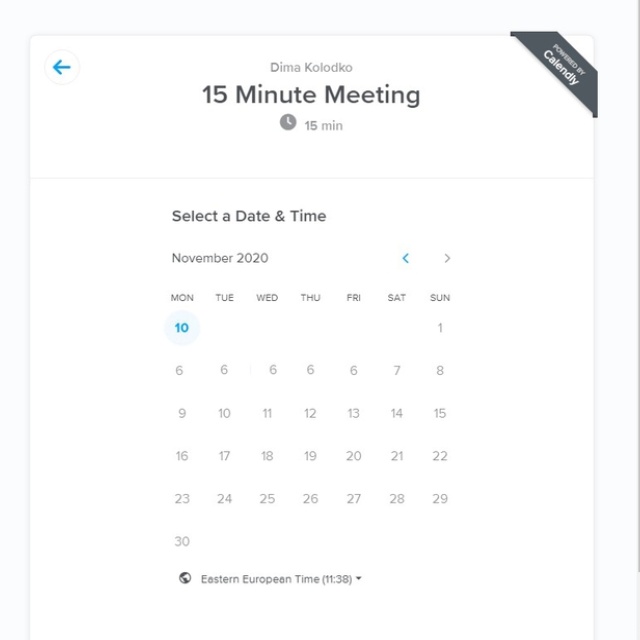 POWERED BY
Calendly
Dima Kolodko
15 Minute Meeting
15 min
Select a Date & Time
November 2020
MON TUE WED THU FRI SAT SUN
10 1
6 6 6 6 6 7 8
9 10 11 12 13 14 15
16 17 18 19 20 21 22
23 24 25 26 27 28 29
30
Eastern European Time (11:38)